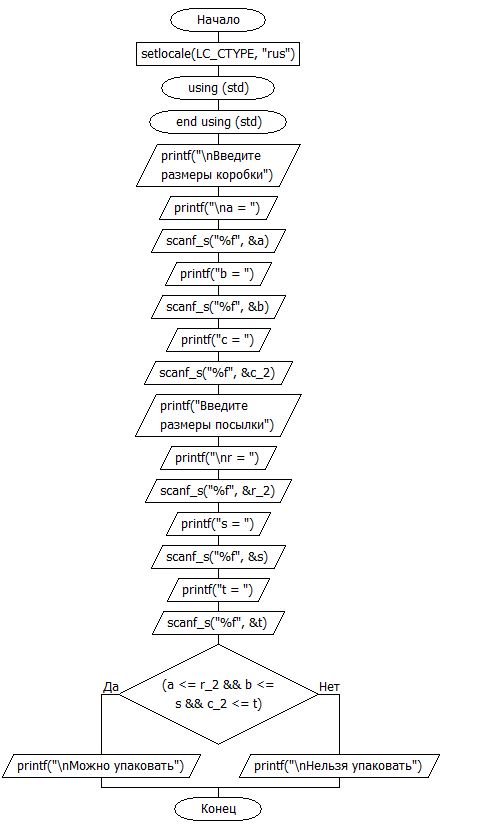 Начало
setlocale(LC_CTYPE, "rus")
using (std)
end using (std)
printf("\nВведите
размеры коробки")
printf("\na = ")
scanf_s("%f", &a)
printf("b = ")
scanf_s("%f", &b)
printf("c = ")
scanf_s("%f", &c_2)
printf("Введите
размеры посылки")
printf("\nr = ")
scanf_s("%f", &r_2)
printf("s = ")
scanf_s("%f", &s)
printf("t = ")
scanf_s("%f", &t)
(a <= r_2 && b <=
s && c_2 <= t)
Да
Нет
printf("\nМожно упаковать")
printf("\nНельзя упаковать")
Конец